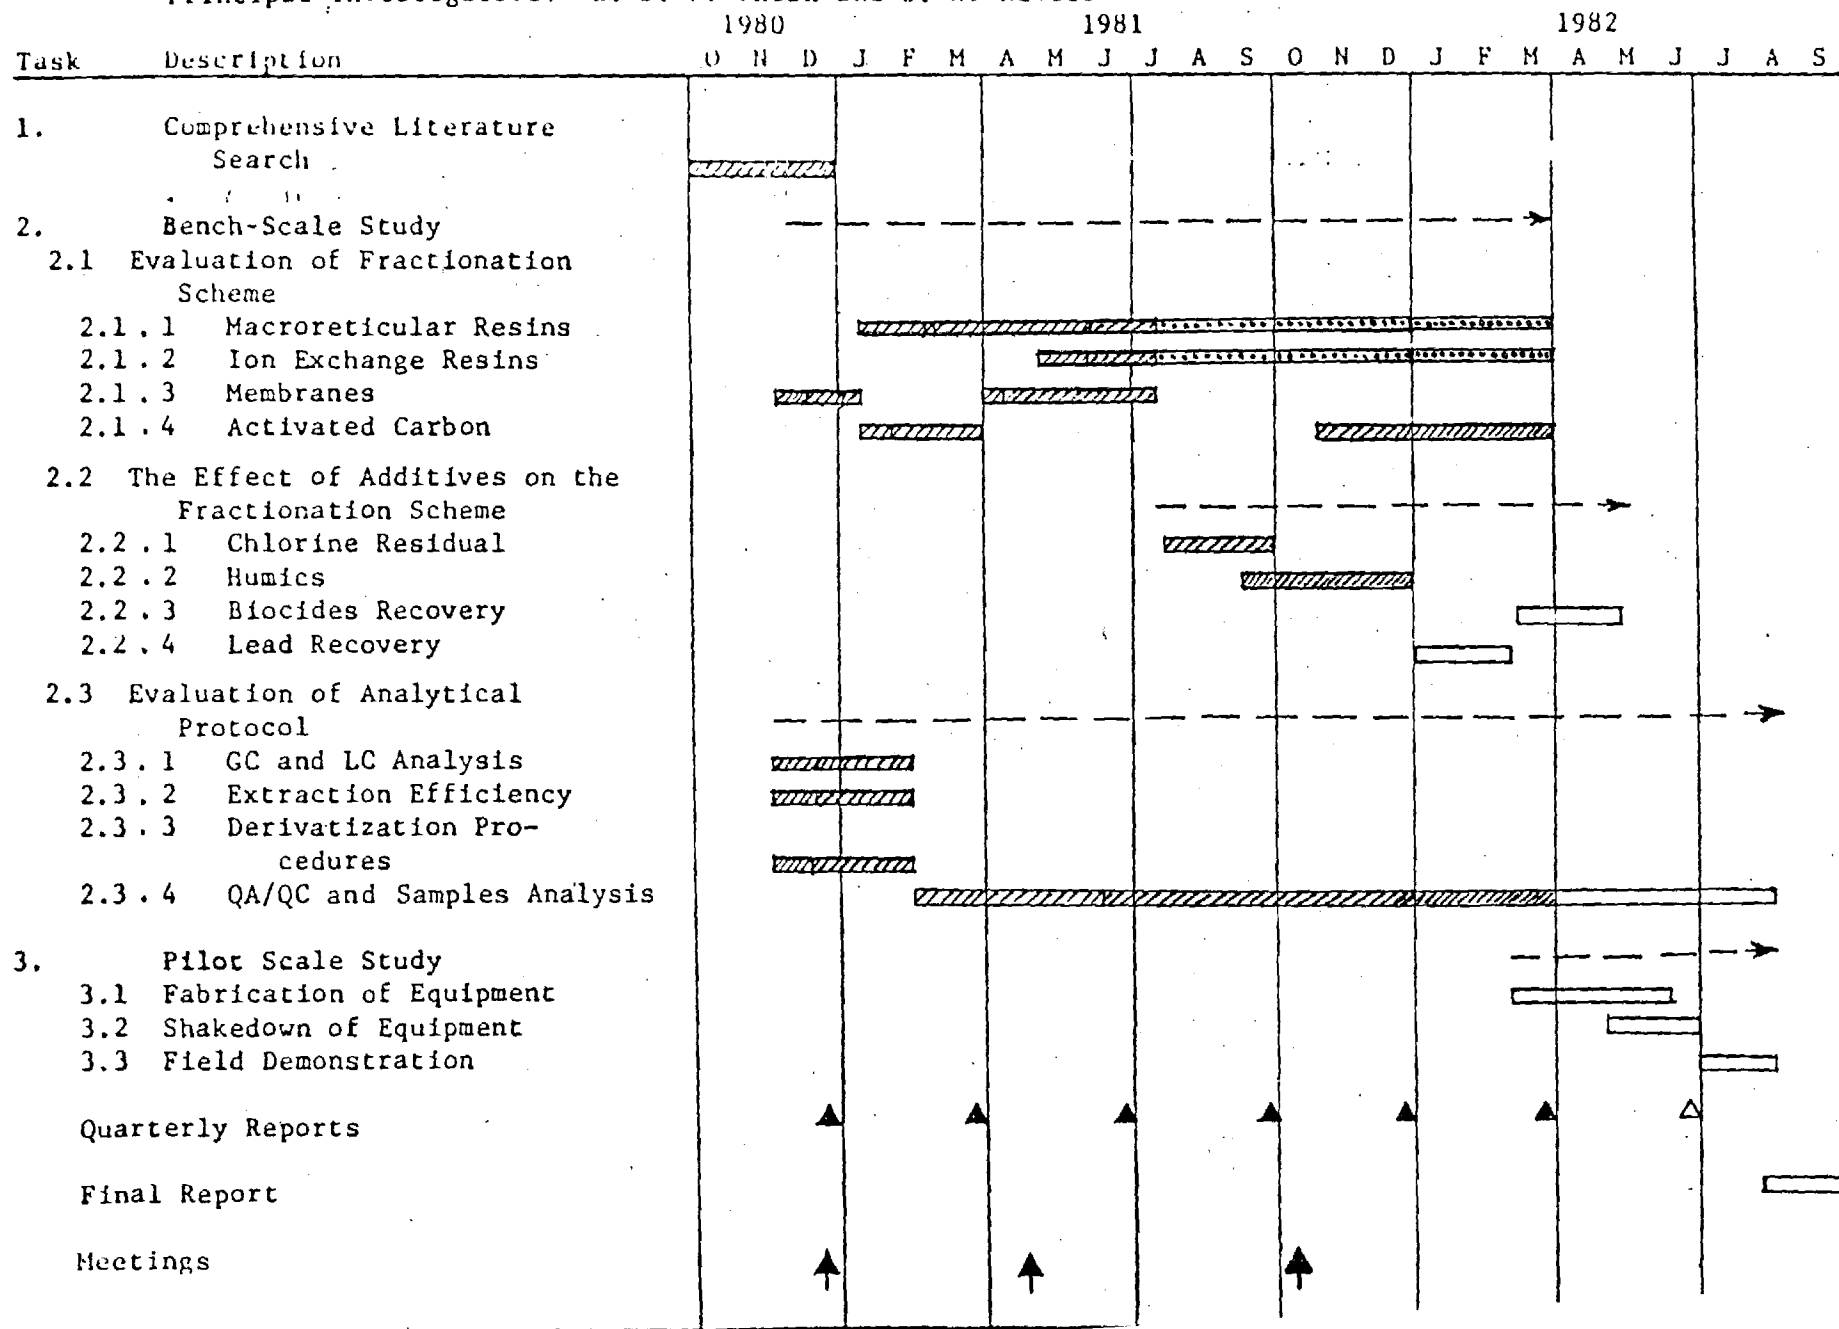 1980 1981 1982
Task Description O N D J F M A M J J A S O N D J F M A M J J A S
1. Comprehensive Literature
Search
2. Bench-Scale Study
2.1 Evaluation of Fractionation
Scheme
2.1.1 Macroreticular Resins
2.1.2 Ion Exchange Resins
2.1.3 Membranes
2.1.4 Activated Carbon
2.2 The Effect of Additives on the
Fractionation Scheme
2.2.1 Chlorine Residual
2.2.2 Humics
2.2.3 Biocides Recovery
2.2.4 Lead Recovery
2.3 Evaluation of Analytical
Protocol
2.3.1 GC and LC Analysis
2.3.2 Extraction Efficiency
2.3.3 Derivatization Pro-
cedures
2.3.4 QA/QC and Samples Analysis
3. Pilot Scale Study
3.1 Fabrication of Equipment
3.2 Shakedown of Equipment
3.3 Field Demonstration
Quarterly Reports
Final Report
Meetings